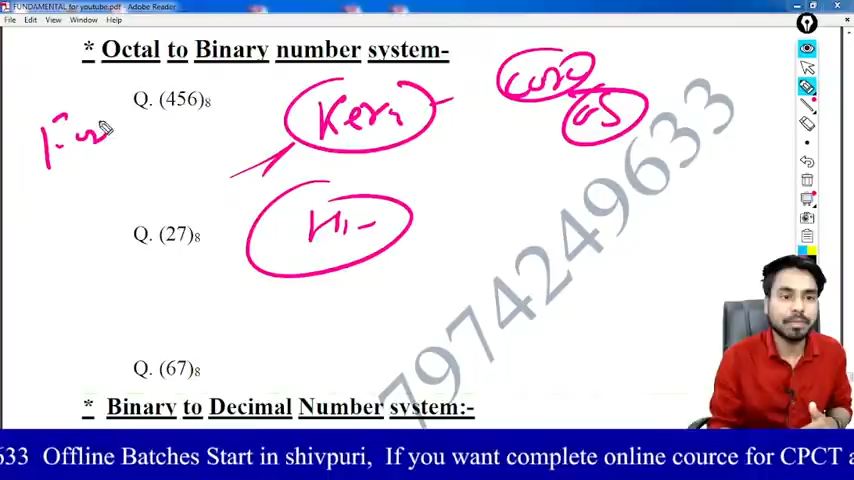 FUNDAMENTAL for youtube.pdf - Adobe Reader
File Edit View Window Help
* Octal to Binary number system-
Q. (456)8
Q. (27)8
Q. (67)8
* Binary to Decimal Number system:-
7974249633
633 Offline Batches Start in shivpuri, If you want complete online cource for CPCT a